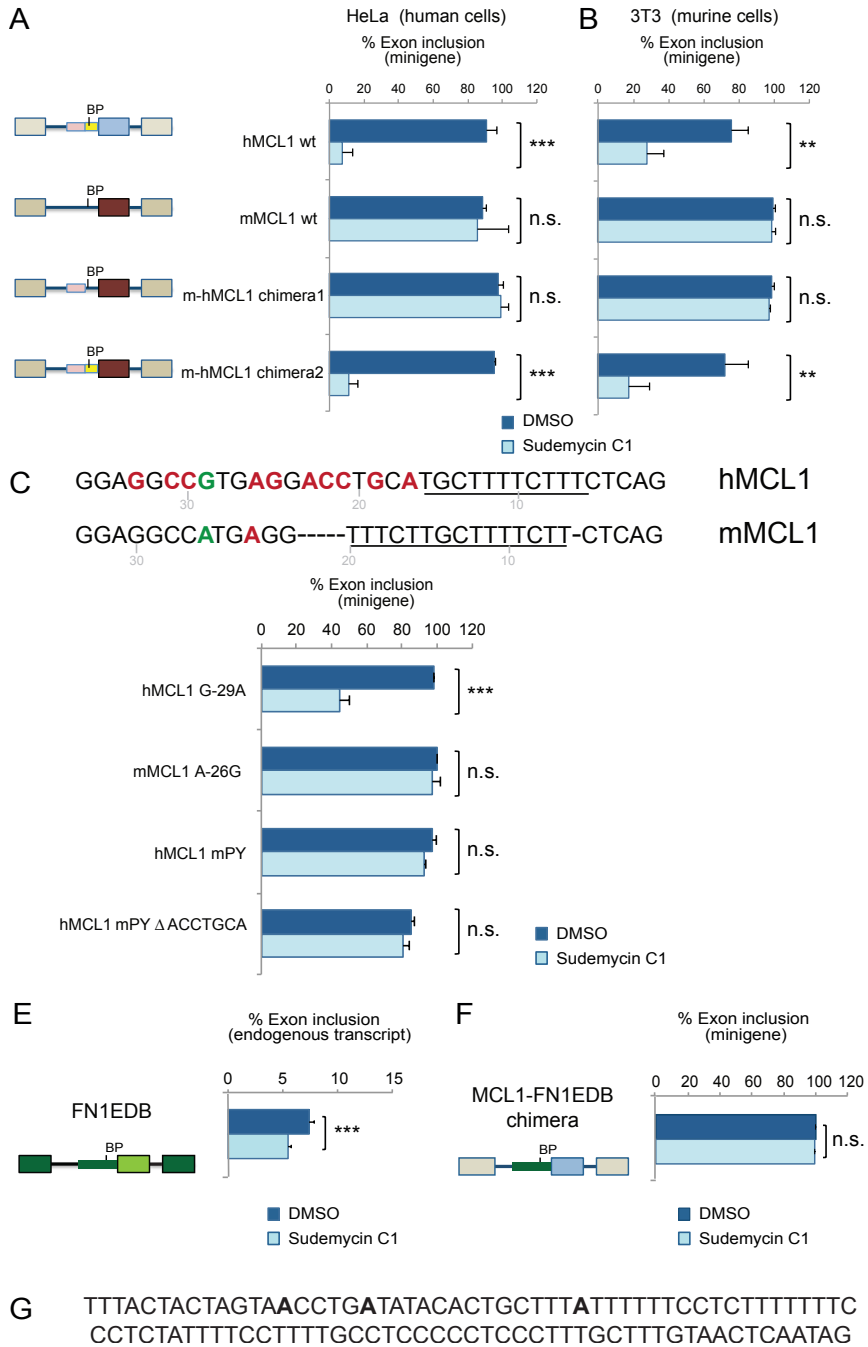 A
HeLa (human cells)
% Exon inclusion
(minigene)
0 20 40 60 80 100 120
BP
hMCL1 wt
***
BP
mMCL1 wt
n.s.
BP
m-hMCL1 chimera1
n.s.
BP
m-hMCL1 chimera2
***
B
3T3 (murine cells)
% Exon inclusion
(minigene)
0 20 40 60 80 100 120
**
n.s.
n.s.
**
DMSO
Sudemycin C1
C
GGAGGCCGTGAGGACCTGCATGCTTTTCTTTCTCAG hMCL1
30 20 10
GGAGGCCATGAGG-----TTTCTTGCTTTTCTT-CTCAG mMCL1
30 20 10
% Exon inclusion
(minigene)
0 20 40 60 80 100 120
hMCL1 G-29A
***
mMCL1 A-26G
n.s.
hMCL1 mPY
n.s.
hMCL1 mPY Δ ACCTGCA
n.s.
DMSO
Sudemycin C1
E
% Exon inclusion
(endogenous transcript)
0 5 10 15
FN1EDB
BP
***
DMSO
Sudemycin C1
F
% Exon inclusion
(minigene)
0 20 40 60 80 100 120
MCL1-FN1EDB
chimera
BP
n.s.
DMSO
Sudemycin C1
G
TTTACTACTAGTAACCTGATATACACTGCTTTATTTTTTCCTCTTTTTTTC
CCTCTATTTTCCTTTTGCCTCCCCCTCCCTTTGCTTTGTAACTCAATAG